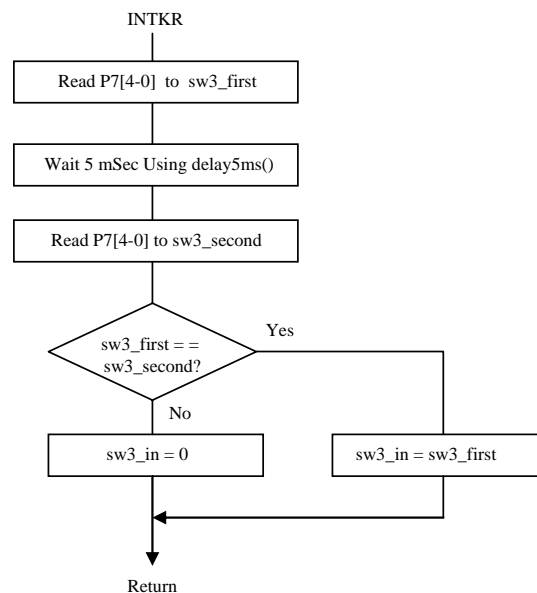 INTKR
Read P7[4-0] to sw3_first
Wait 5 mSec Using delay5ms()
Read P7[4-0] to sw3_second
sw3_first = =
sw3_second?
Yes
No
sw3_in = 0
sw3_in = sw3_first
Return